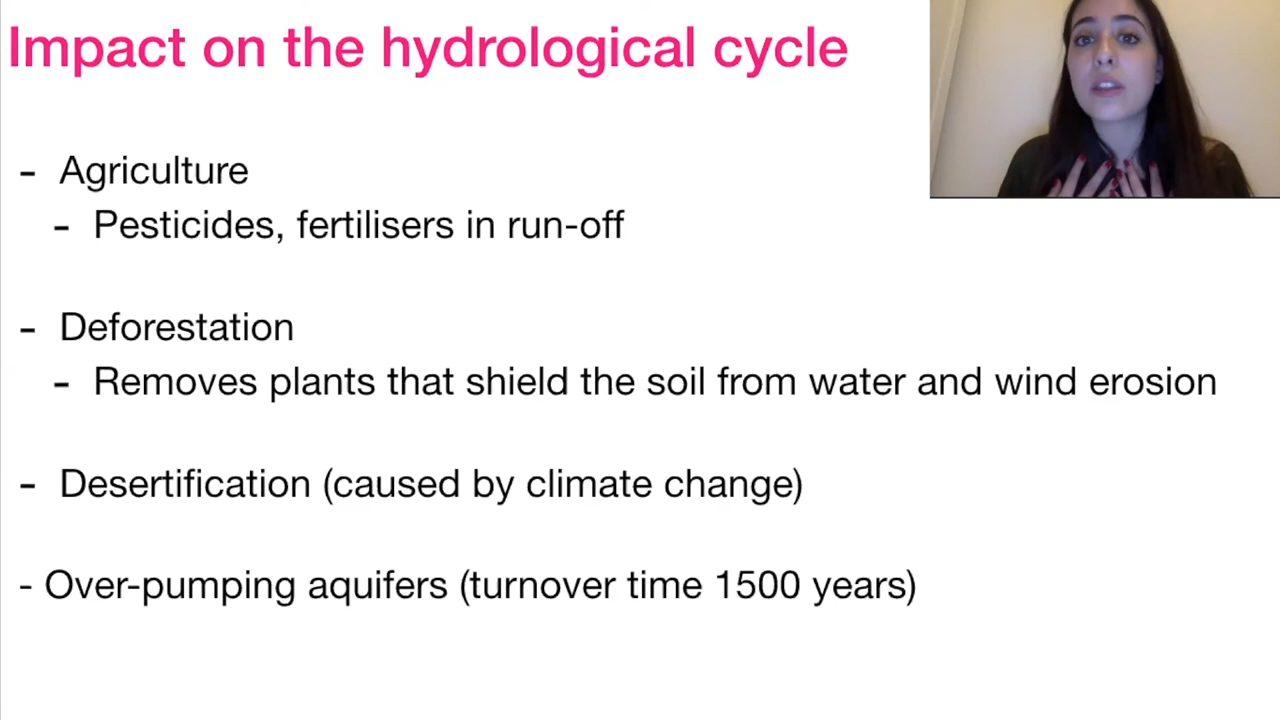 Impact on the hydrological cycle
- Agriculture
- Pesticides, fertilisers in run-off
- Deforestation
- Removes plants that shield the soil from water and wind erosion
- Desertification (caused by climate change)
- Over-pumping aquifers (turnover time 1500 years)